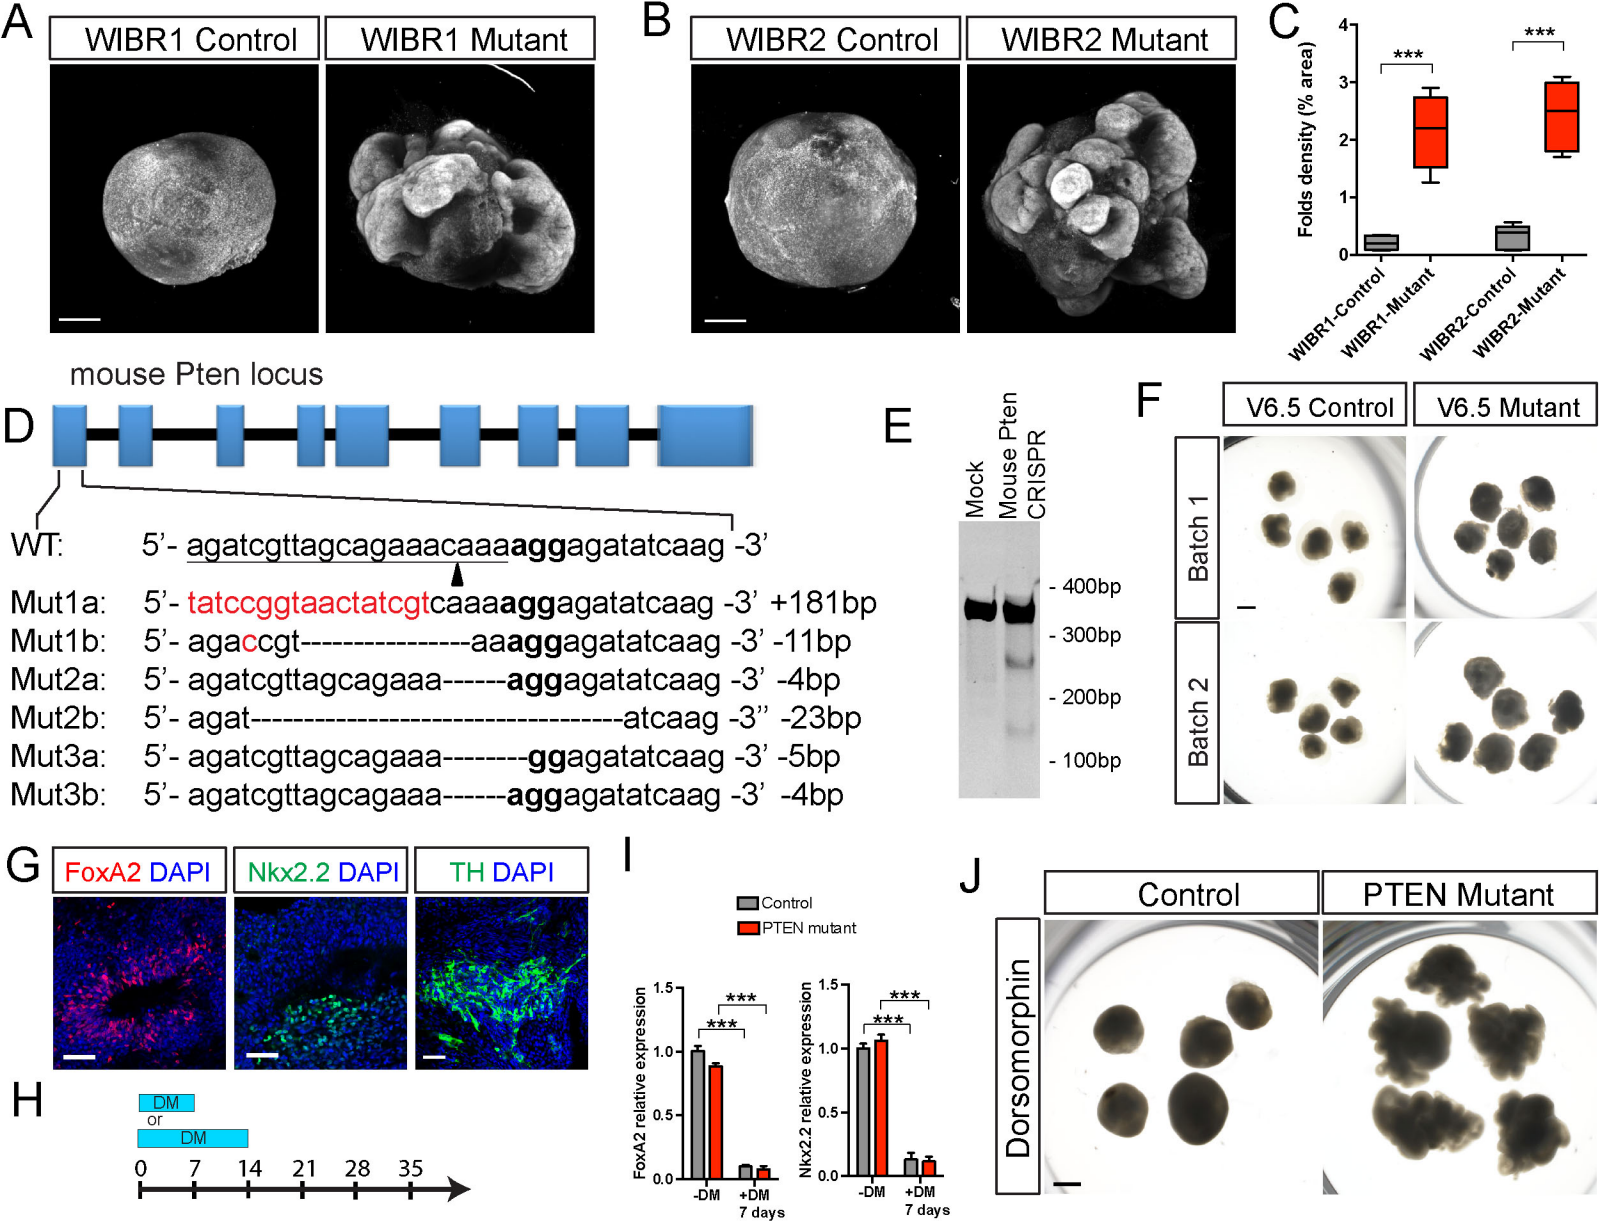 A
WIBR1 Control
WIBR1 Mutant
B
WIBR2 Control
WIBR2 Mutant
C
Folds density (% area)
4
3
2
1
0
***
***
WIBR1-Control
WIBR1-Mutant
WIBR2-Control
WIBR2-Mutant
D
mouse Pten locus
WT: 5’- agatcgttagcagaaacaaaaggagatatcaag -3’
Mut1a: 5’- tatccggtaactatcgtcaaaaggagatatcaag -3’ +181bp
Mut1b: 5’- agaccgt----------------aaaggagatatcaag -3’ -11bp
Mut2a: 5’- agatcgttagcagaaa------aggagatatcaag -3’ -4bp
Mut2b: 5’- agat-----------------------------------atcaag -3’’ -23bp
Mut3a: 5’- agatcgttagcagaaa--------ggagatatcaag -3’ -5bp
Mut3b: 5’- agatcgttagcagaaa------aggagatatcaag -3’ -4bp
E
Mock
Mouse Pten
CRISPR
- 400bp
- 300bp
- 200bp
- 100bp
F
V6.5 Control
V6.5 Mutant
Batch 1
Batch 2
G
FoxA2 DAPI
Nkx2.2 DAPI
TH DAPI
H
DM
or
DM
0 7 14 21 28 35
I
Control
PTEN mutant
FoxA2 relative expression
1.5
1.0
0.5
0.0
***
***
-DM
+DM
7 days
Nkx2.2 relative expression
1.5
1.0
0.5
0.0
***
***
-DM
+DM
7 days
J
Control
PTEN Mutant
Dorsomorphin